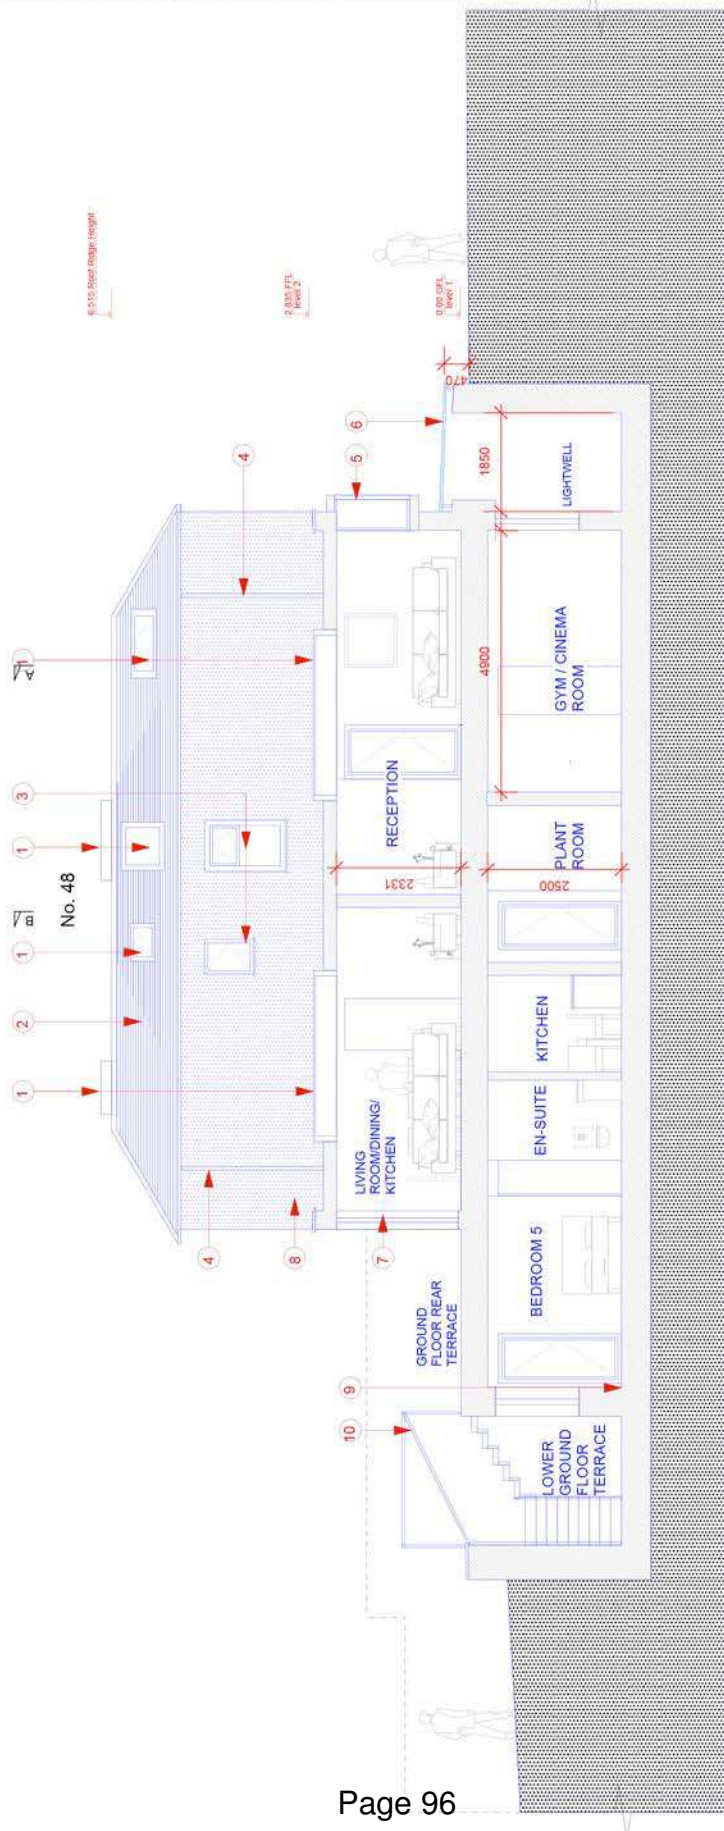 6.515 Roof Ridge Height
2.835 FFL
level 2
0.00 GFL
level 1
B
A
1
2
1
1
3
1
No. 48
4
4
8
7
5
6
470
10
9
LIVING
ROOM/DINING/
KITCHEN
RECEPTION
2331
GROUND
FLOOR REAR
TERRACE
LOWER
GROUND
FLOOR
TERRACE
BEDROOM 5
EN-SUITE
KITCHEN
PLANT
ROOM
2500
4900
GYM / CINEMA
ROOM
1850
LIGHTWELL
Page 96